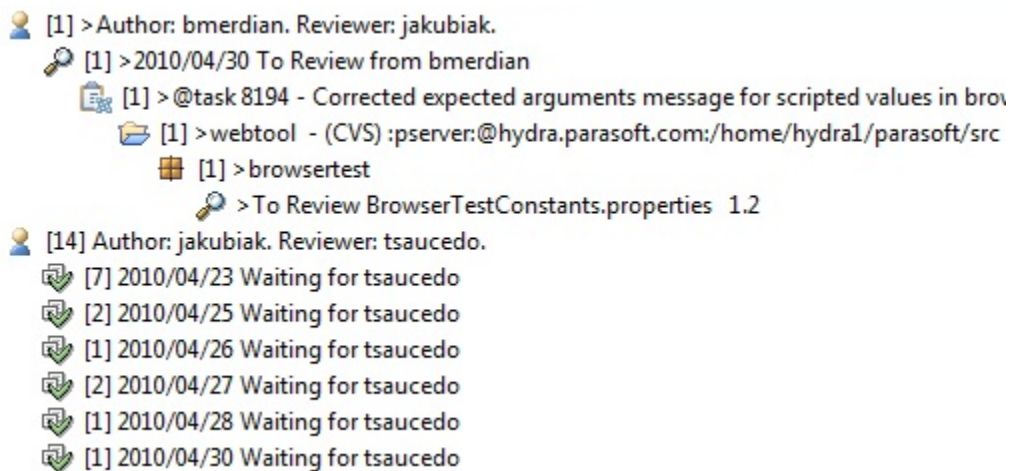 [1] >Author: bmerdian. Reviewer: jakubiak.
[1] >2010/04/30 To Review from bmerdian
[1] >@task 8194 - Corrected expected arguments message for scripted values in
[1] >webtool - (CVS) :pserver:@hydra.parasoft.com:/home/hydra1/parasoft/src
[1] >browsertest
>To Review BrowserTestConstants.properties 1.2
[14] Author: jakubiak. Reviewer: tsaucedo.
[7] 2010/04/23 Waiting for tsaucedo
[2] 2010/04/25 Waiting for tsaucedo
[1] 2010/04/26 Waiting for tsaucedo
[2] 2010/04/27 Waiting for tsaucedo
[1] 2010/04/28 Waiting for tsaucedo
[1] 2010/04/30 Waiting for tsaucedo